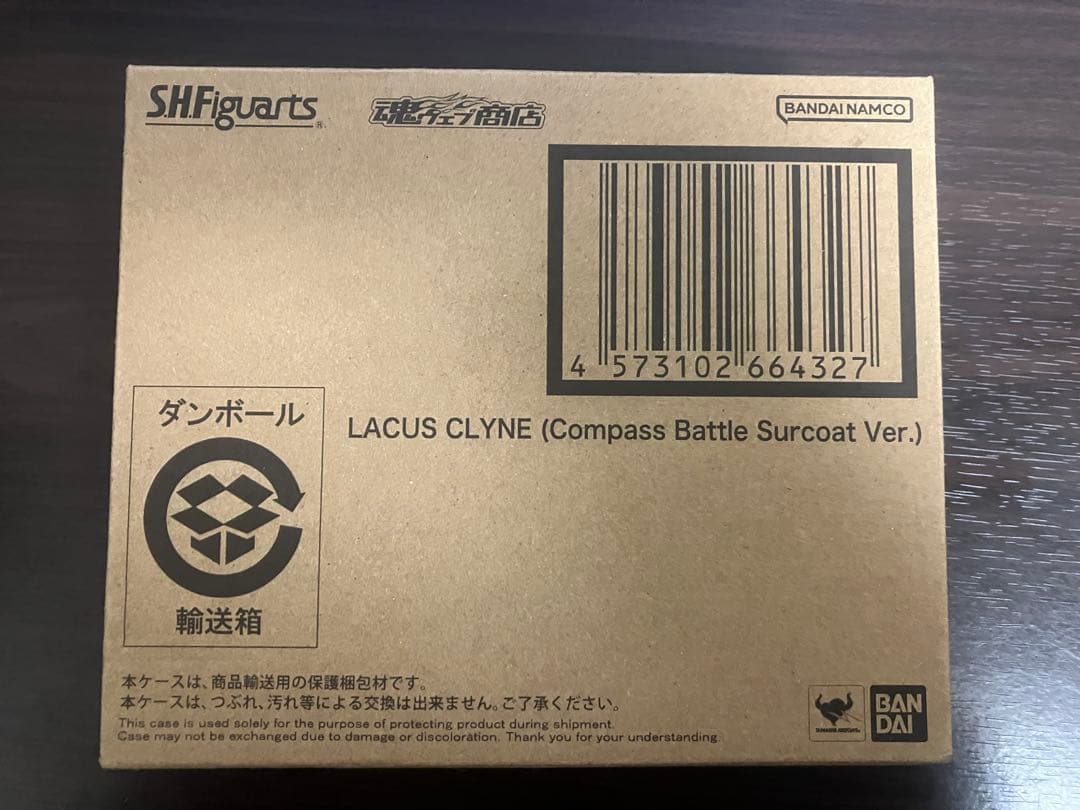 S.H.Figuarts®
魂ウェブ商店
BANDAI NAMCO
4 573102 664327
LACUS CLYNE (Compass Battle Surcoat Ver.)
ダンボール
輸送箱
本ケースは、商品輸送用の保護梱包材です。
本ケースは、つぶれ、汚れ等による交換は出来ません。ご了承ください。
This case is used solely for the purpose of protecting product during shipment.
Case may not be exchanged due to damage or discoloration. Thank you for your understanding.
BAN
DAI